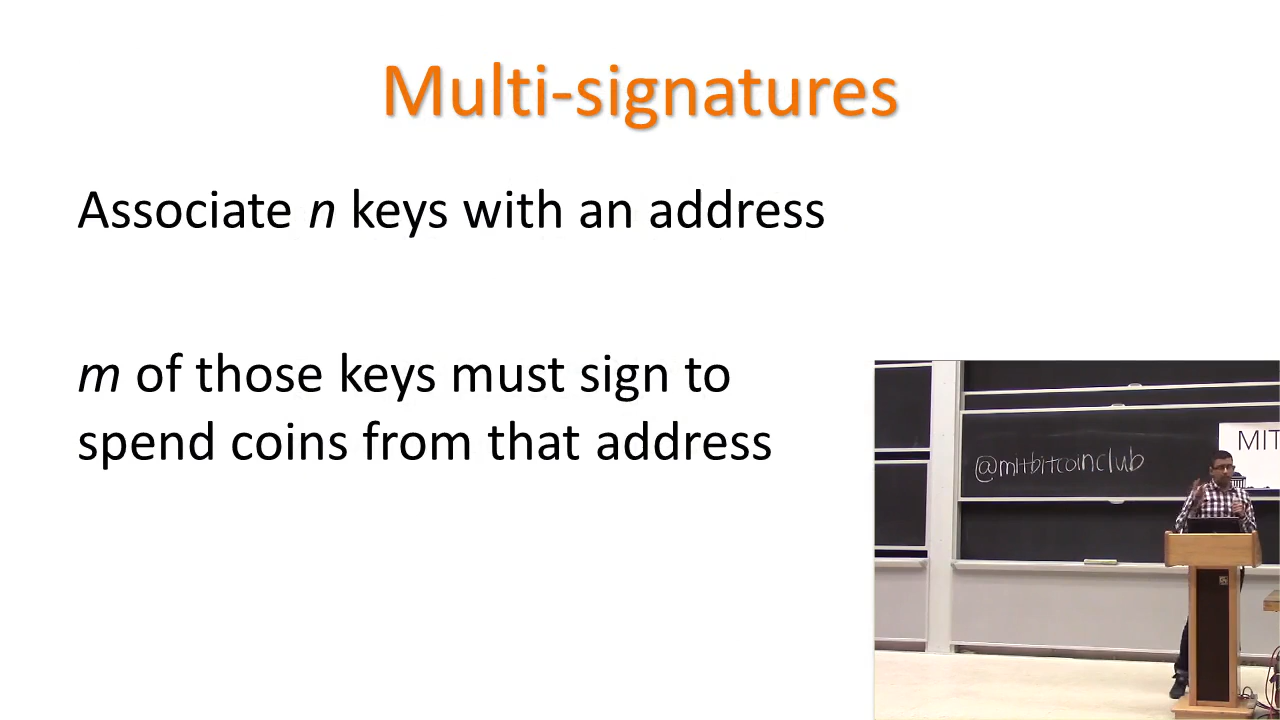 Multi-signatures
Associate n keys with an address
m of those keys must sign to
spend coins from that address
@mitbitcoinclub
MIT